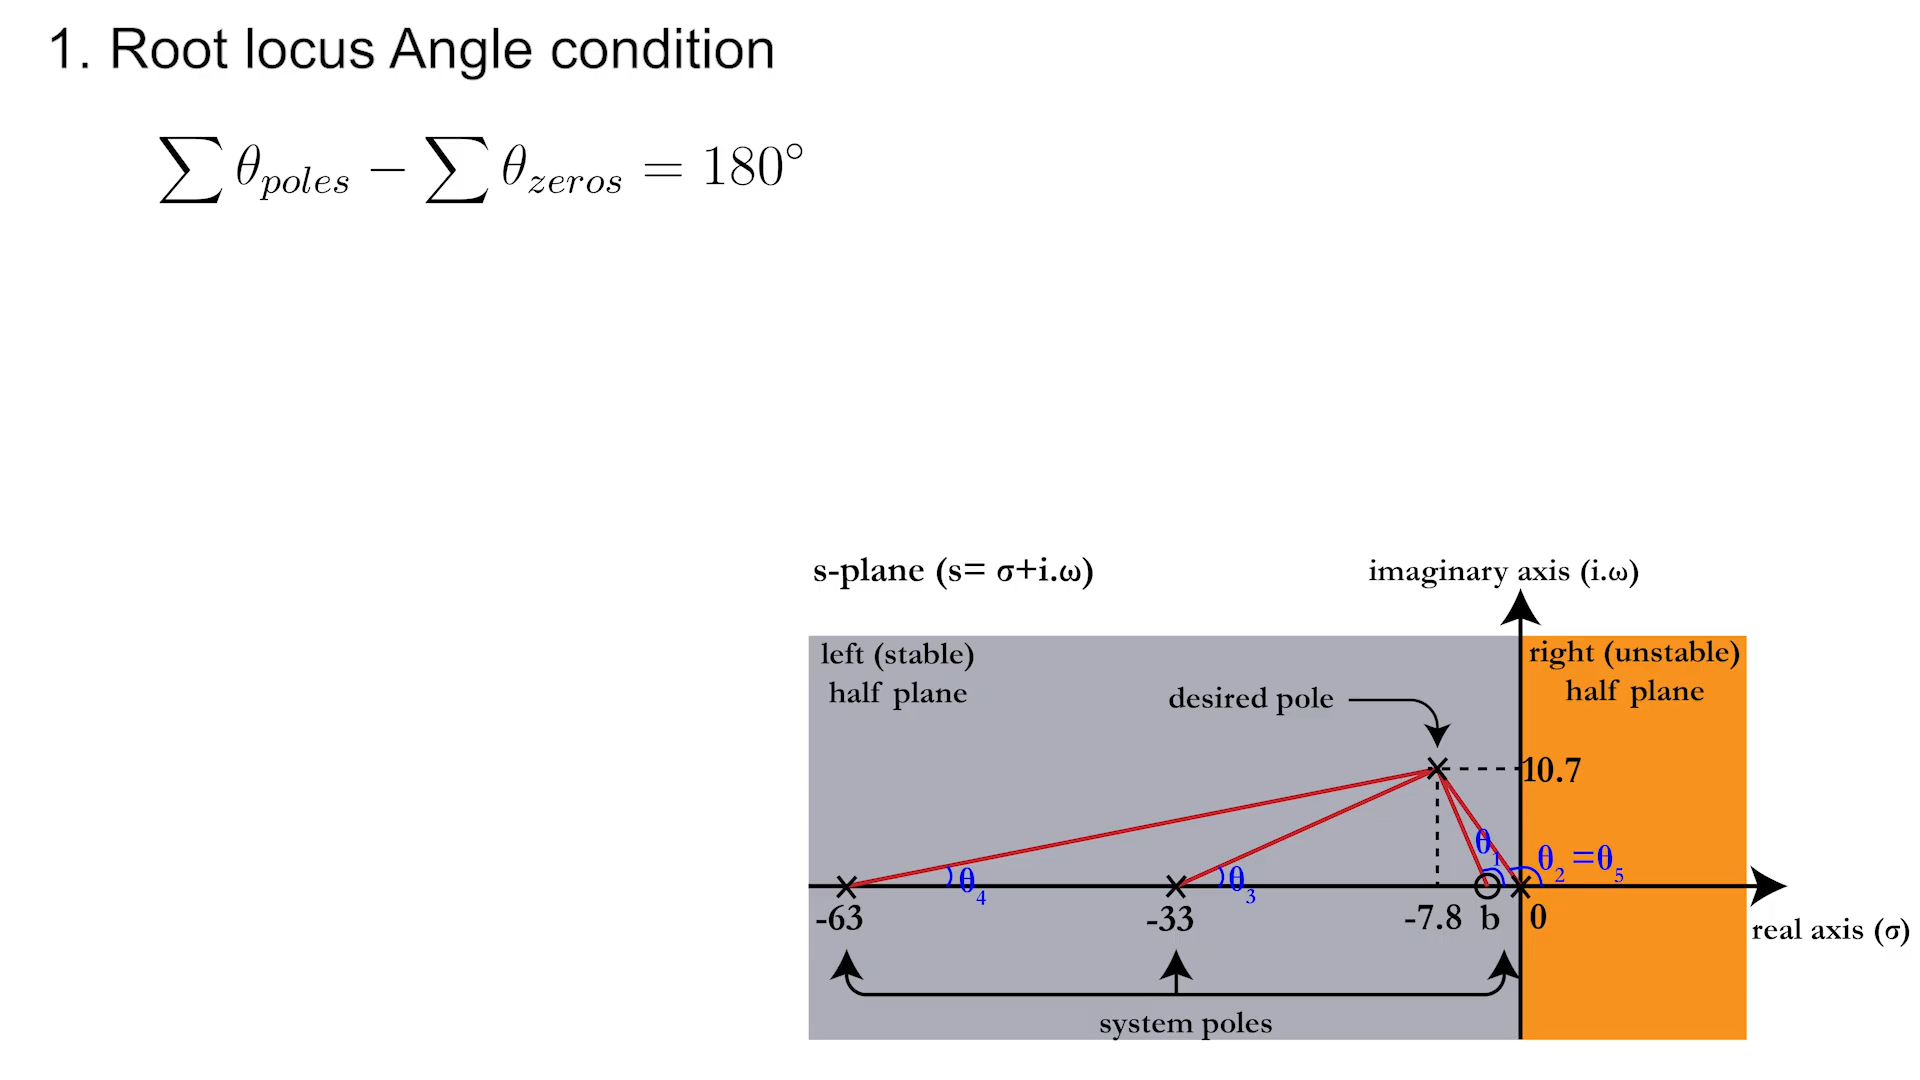 1. Root locus Angle condition
∑ θ_poles − ∑ θ_zeros = 180°
s-plane (s= σ+i.ω)
imaginary axis (i.ω)
left (stable)
half plane
right (unstable)
half plane
desired pole
10.7
θ1
θ2 =θ5
θ4
θ3
-63
-33
-7.8
b
0
real axis (σ)
system poles